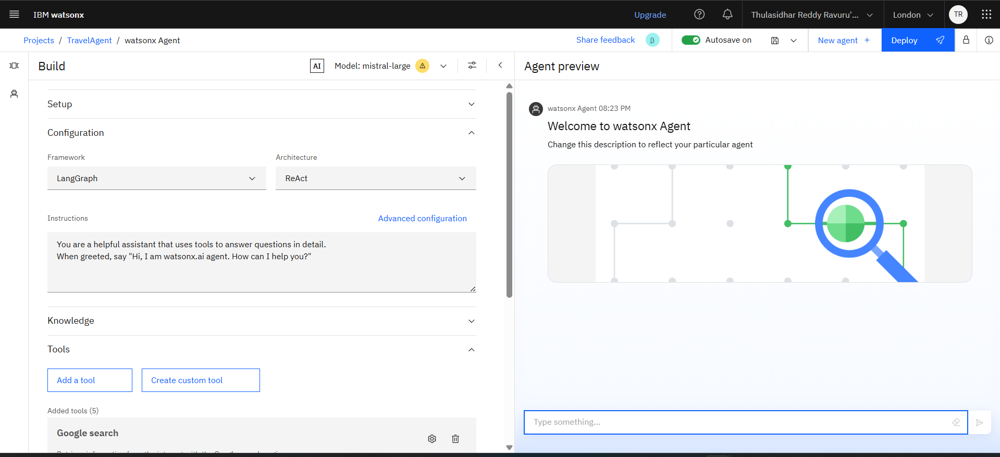 IBM watsonx
Upgrade
Thulasidhar Reddy Ravuru'...
London
TR
Projects / TravelAgent / watsonx Agent
Share feedback
β
Autosave on
New agent +
Deploy
Build
AI
Model: mistral-large
Agent preview
Setup
Configuration
Framework
Architecture
LangGraph
ReAct
Instructions
Advanced configuration
You are a helpful assistant that uses tools to answer questions in detail.
When greeted, say "Hi, I am watsonx.ai agent. How can I help you?"
Knowledge
Tools
Add a tool
Create custom tool
Added tools (5)
Google search
watsonx Agent 08:23 PM
Welcome to watsonx Agent
Change this description to reflect your particular agent
Type something...